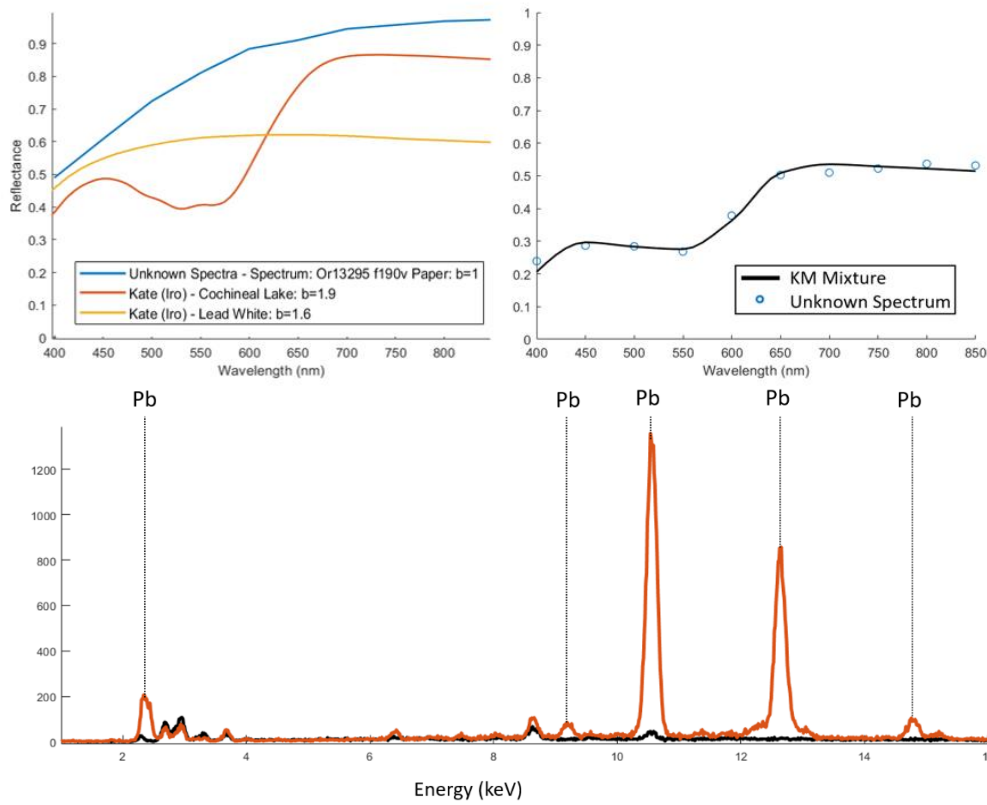 0.9
0.8
0.7
0.6
0.5
0.4
0.3
0.2
0.1
0
Reflectance
Unknown Spectra - Spectrum: Or13295 f190v Paper: b=1
Kate (Iro) - Cochineal Lake: b=1.9
Kate (Iro) - Lead White: b=1.6
400 450 500 550 600 650 700 750 800
Wavelength (nm)
1
0.9
0.8
0.7
0.6
0.5
0.4
0.3
0.2
0.1
0
KM Mixture
Unknown Spectrum
400 450 500 550 600 650 700 750 800 850
Wavelength (nm)
Pb Pb Pb Pb Pb
1200
1000
800
600
400
200
0
2 4 6 8 10 12 14
Energy (keV)